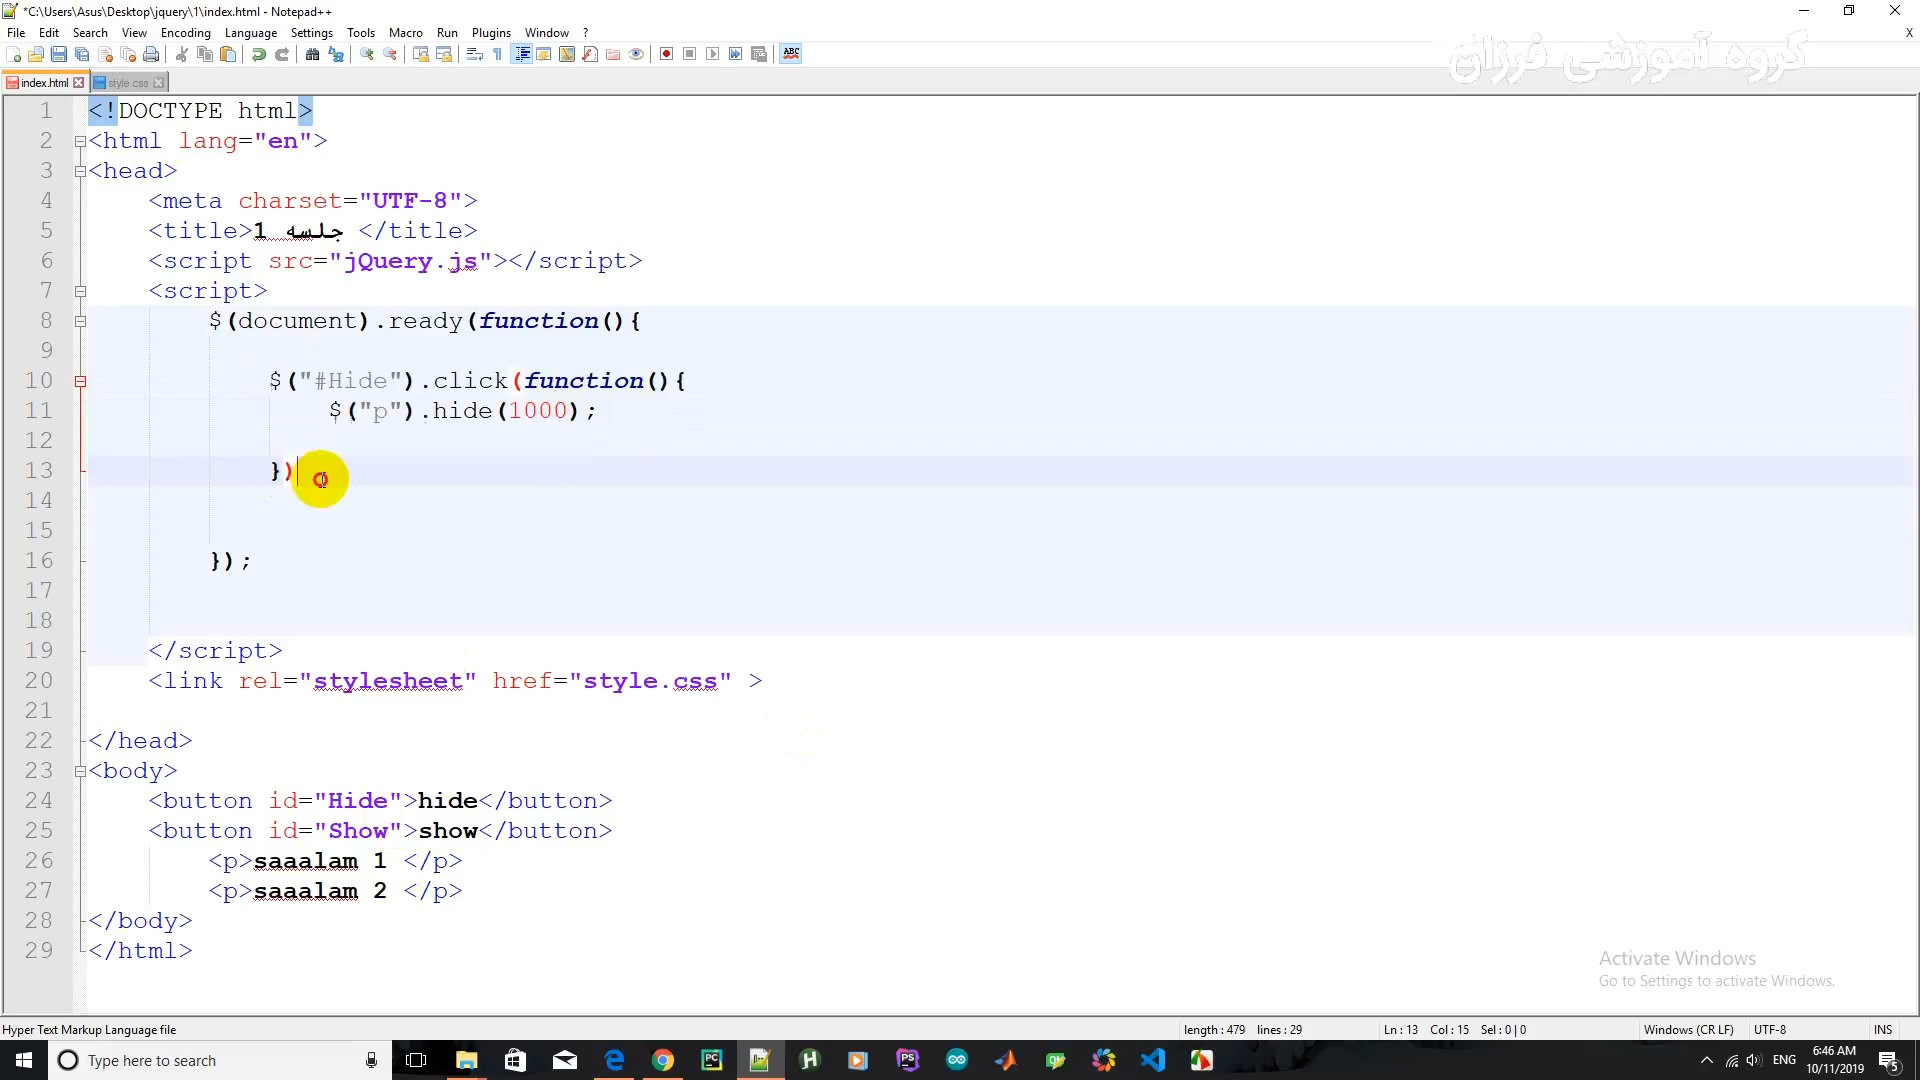 *C:\Users\Asus\Desktop\jquery\1\index.html - Notepad++
File Edit Search View Encoding Language Settings Tools Macro Run Plugins Window ? X
کروه آموزشی فرزان
index.html style.css
1 <!DOCTYPE html>
2 <html lang="en">
3 <head>
4 <meta charset="UTF-8">
5 <title>1 جلسه </title>
6 <script src="jQuery.js"></script>
7 <script>
8 $(document).ready(function(){
9
10 $("#Hide").click(function(){
11 $("p").hide(1000);
12
13 })
14
15
16 });
17
18
19 </script>
20 <link rel="stylesheet" href="style.css" >
21
22 </head>
23 <body>
24 <button id="Hide">hide</button>
25 <button id="Show">show</button>
26 <p>saaalam 1 </p>
27 <p>saaalam 2 </p>
28 </body>
29 </html>
Activate Windows
Go to Settings to activate Windows.
Hyper Text Markup Language file length : 479 lines : 29 Ln : 13 Col : 15 Sel : 0 | 0 Windows (CR LF) UTF-8 INS
Type here to search ENG 6:46 AM
10/11/2019 5